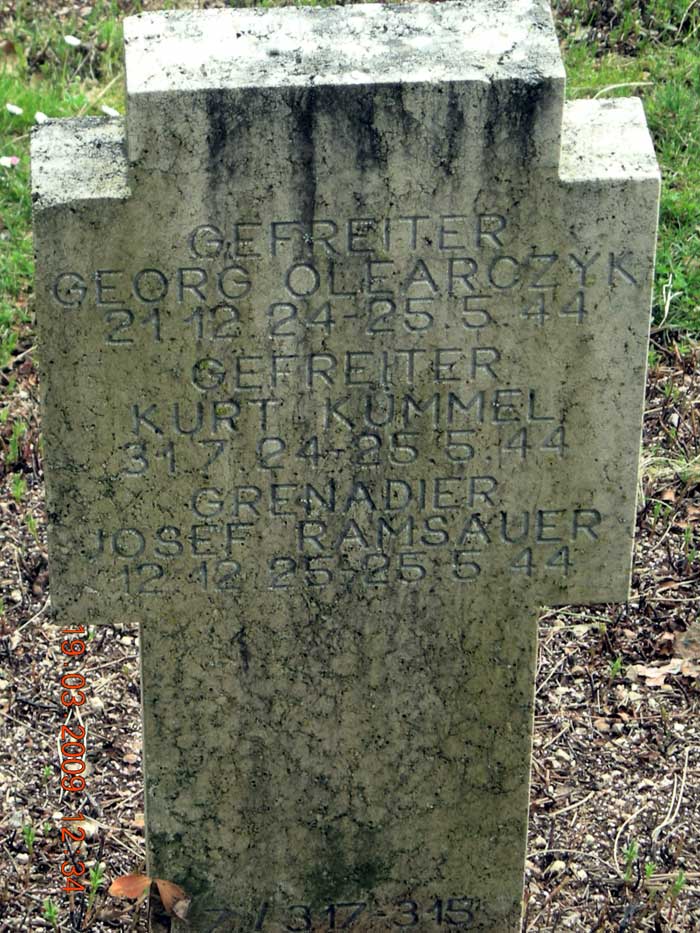 GEFREITER
GEORG OLEARCZYK
21 12 24-25 5 44
GEFREITER
KURT KÜMMEL
31 7 24-25 5 44
GRENADIER
JOSEF RAMSAUER
12 12 25-25 5 44
7/317-315
19 03 2009 12 34